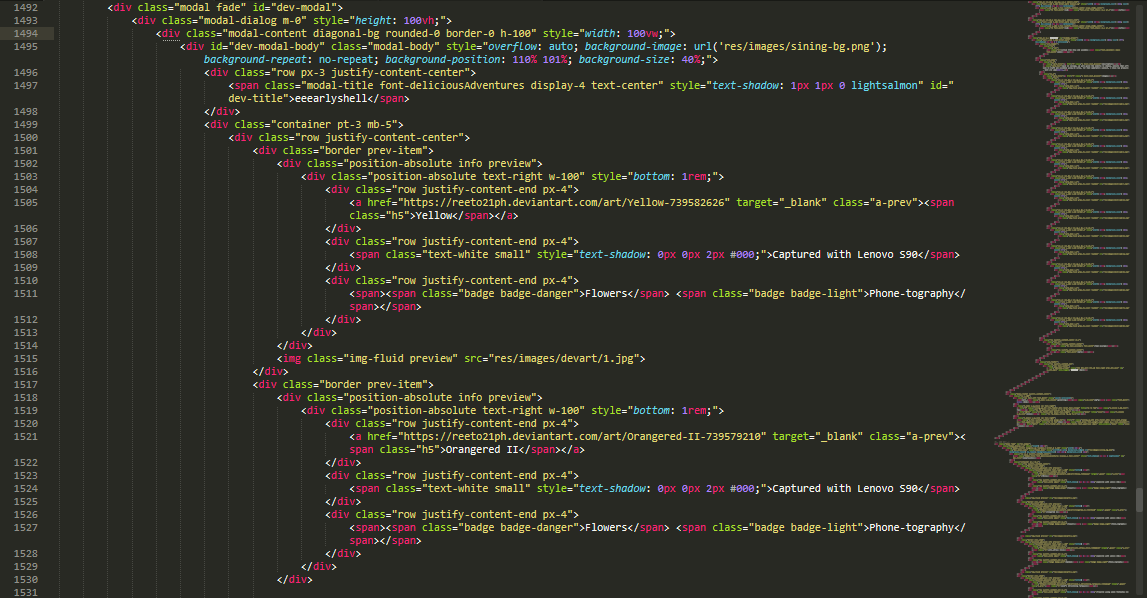 1492 <div class="modal fade" id="dev-modal">
1493 <div class="modal-dialog m-0" style="height: 100vh;">
1494 <div class="modal-content diagonal-bg rounded-0 border-0 h-100" style="width: 100vw;">
1495 <div id="dev-modal-body" class="modal-body" style="overflow: auto; background-image: url('res/images/sining-bg.png');
background-repeat: no-repeat; background-position: 110% 101%; background-size: 40%;">
1496 <div class="row px-3 justify-content-center">
1497 <span class="modal-title font-deliciousAdventures display-4 text-center" style="text-shadow: 1px 1px 0 lightsalmon" id="
dev-title">eeearlyshell</span>
1498 </div>
1499 <div class="container pt-3 mb-5">
1500 <div class="row justify-content-center">
1501 <div class="border prev-item">
1502 <div class="position-absolute info preview">
1503 <div class="position-absolute text-right w-100" style="bottom: 1rem;">
1504 <div class="row justify-content-end px-4">
1505 <a href="https://reeto21ph.deviantart.com/art/Yellow-739582626" target="_blank" class="a-prev"><span
class="h5">Yellow</span></a>
1506 </div>
1507 <div class="row justify-content-end px-4">
1508 <span class="text-white small" style="text-shadow: 0px 0px 2px #000;">Captured with Lenovo S90</span>
1509 </div>
1510 <div class="row justify-content-end px-4">
1511 <span><span class="badge badge-danger">Flowers</span> <span class="badge badge-light">Phone-tography</
span></span>
1512 </div>
1513 </div>
1514 </div>
1515 <img class="img-fluid preview" src="res/images/devart/1.jpg">
1516 </div>
1517 <div class="border prev-item">
1518 <div class="position-absolute info preview">
1519 <div class="position-absolute text-right w-100" style="bottom: 1rem;">
1520 <div class="row justify-content-end px-4">
1521 <a href="https://reeto21ph.deviantart.com/art/Orangered-II-739579210" target="_blank" class="a-prev"><
span class="h5">Orangered II</span></a>
1522 </div>
1523 <div class="row justify-content-end px-4">
1524 <span class="text-white small" style="text-shadow: 0px 0px 2px #000;">Captured with Lenovo S90</span>
1525 </div>
1526 <div class="row justify-content-end px-4">
1527 <span><span class="badge badge-danger">Flowers</span> <span class="badge badge-light">Phone-tography</
span></span>
1528 </div>
1529 </div>
1530 </div>
1531